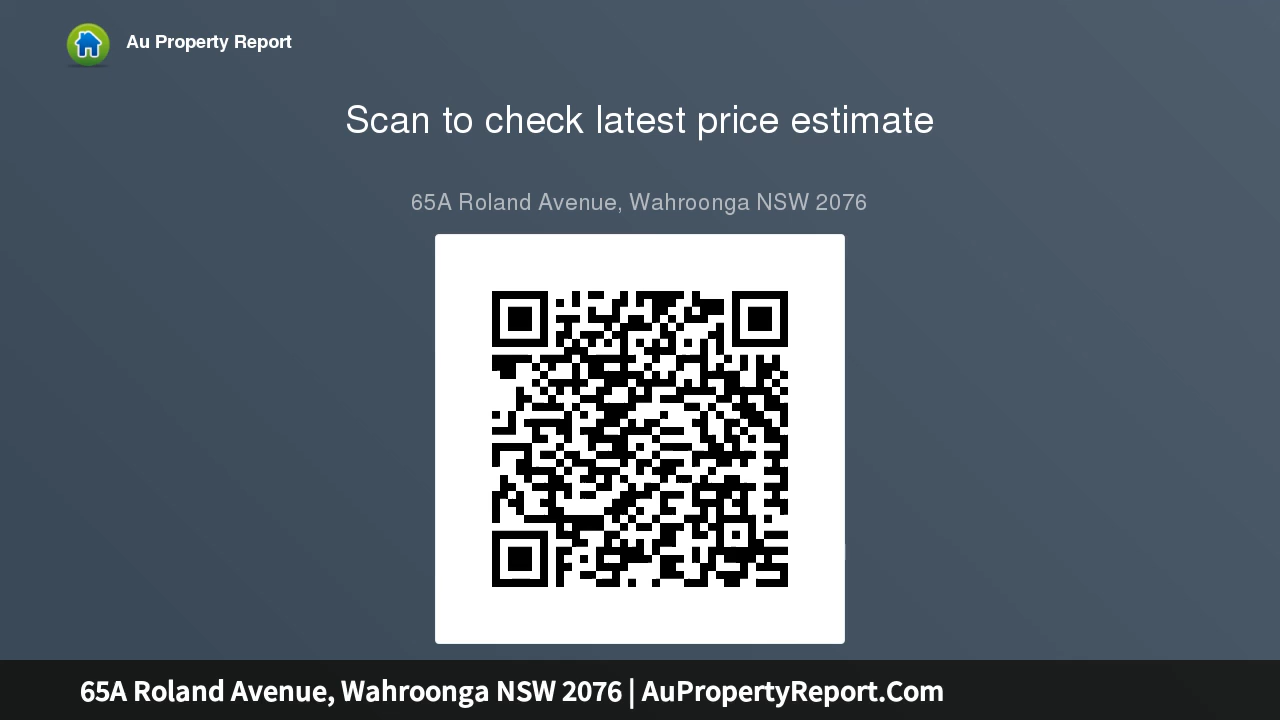 Au Property Report
Scan to check latest price estimate
65A Roland Avenue, Wahroonga NSW 2076
65A Roland Avenue, Wahroonga NSW 2076 | AuPropertyReport.Com